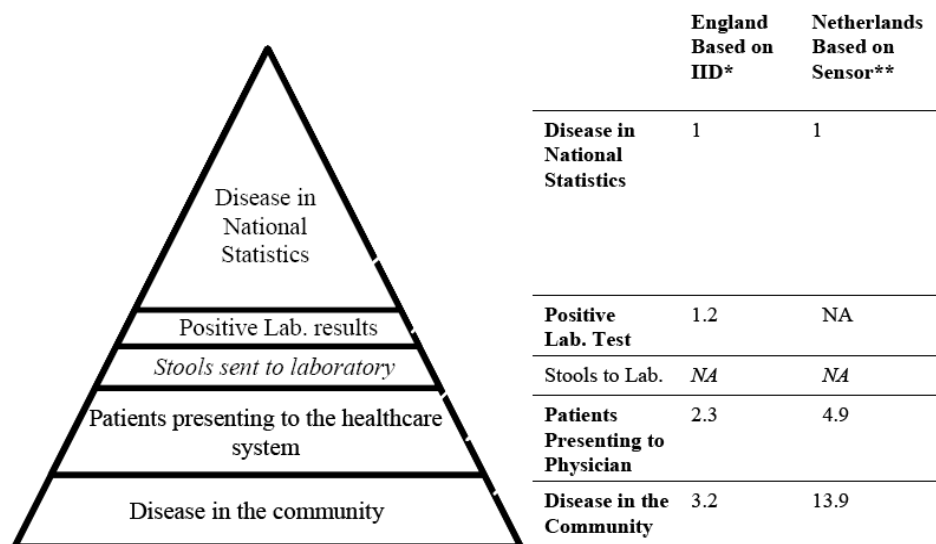 Disease in
National
Statistics
Positive Lab. results
Stools sent to laboratory
Patients presenting to the healthcare
system
Disease in the community
England Netherlands
Based on Based on
IID* Sensor**
Disease in 1 1
National
Statistics
Positive 1.2 NA
Lab. Test
Stools to Lab. NA NA
Patients 2.3 4.9
Presenting to
Physician
Disease in the 3.2 13.9
Community